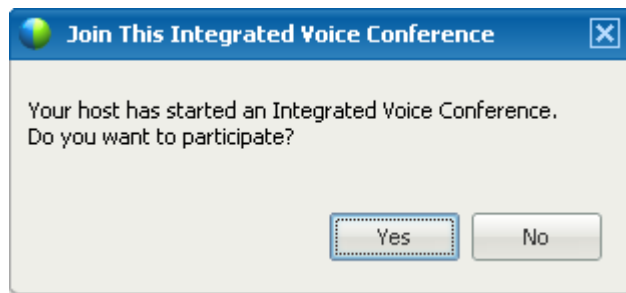 Join This Integrated Voice Conference
Your host has started an Integrated Voice Conference.
Do you want to participate?
Yes
No